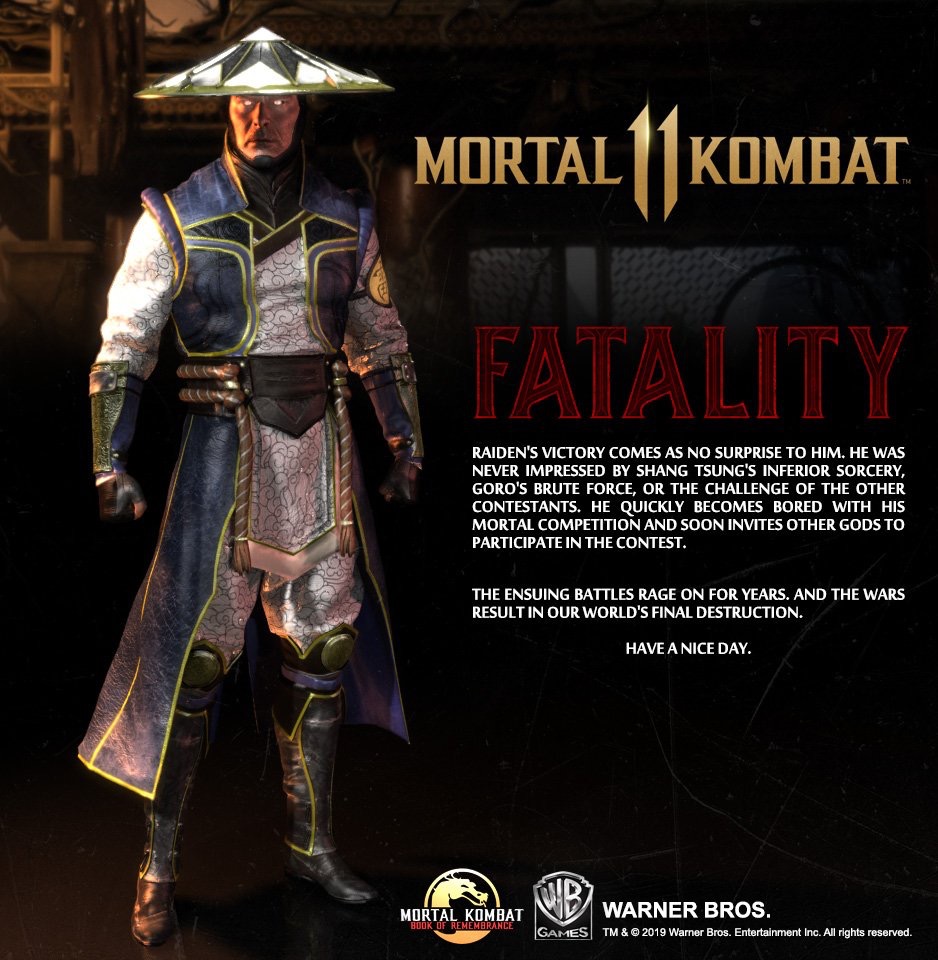 MORTAL 11 KOMBAT™
FATALITY
RAIDEN'S VICTORY COMES AS NO SURPRISE TO HIM. HE WAS
NEVER IMPRESSED BY SHANG TSUNG'S INFERIOR SORCERY,
GORO'S BRUTE FORCE, OR THE CHALLENGE OF THE OTHER
CONTESTANTS. HE QUICKLY BECOMES BORED WITH HIS
MORTAL COMPETITION AND SOON INVITES OTHER GODS TO
PARTICIPATE IN THE CONTEST.
THE ENSUING BATTLES RAGE ON FOR YEARS. AND THE WARS
RESULT IN OUR WORLD'S FINAL DESTRUCTION.
HAVE A NICE DAY.
MORTAL KOMBAT
BOOK OF REMEMBRANCE
WB
GAMES
WARNER BROS.
TM & © 2019 Warner Bros. Entertainment Inc. All rights reserved.